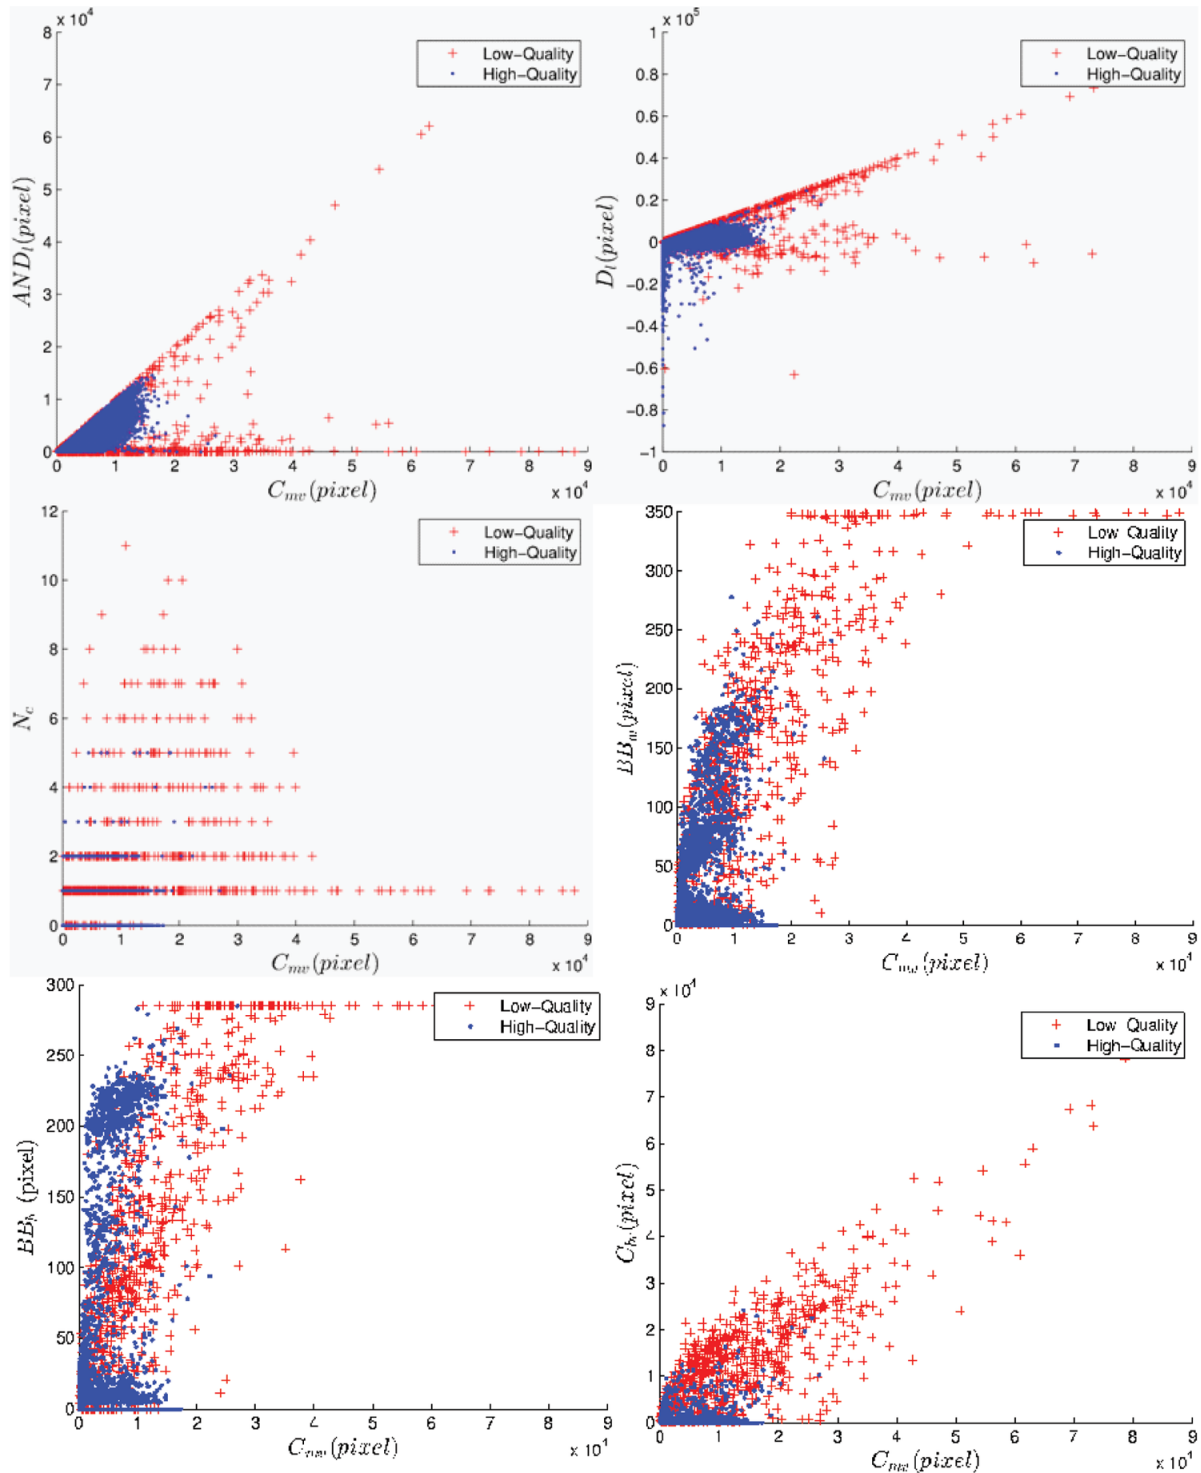 x 10^4
8
7
6
5
4
3
2
1
0
AND_l(pixel)
Low-Quality
High-Quality
0 1 2 3 4 5 6 7 8 9
C_mv(pixel)
x 10^4
x 10^5
1
0.8
0.6
0.4
0.2
0
-0.2
-0.4
-0.6
-0.8
-1
D_l(pixel)
Low-Quality
High-Quality
0 1 2 3 4 5 6 7 8 9
C_mv(pixel)
x 10^4
12
10
8
6
4
2
0
N_c
Low-Quality
High-Quality
0 1 2 3 4 5 6 7 8 9
C_mv(pixel)
x 10^4
350
300
250
200
150
100
50
0
BB_w(pixel)
Low Quality
High-Quality
0 1 2 3 4 5 6 7 8 9
C_mv(pixel)
x 10^4
300
250
200
150
100
50
0
BB_h (pixel)
Low-Quality
High-Quality
0 1 2 3 4 5 6 7 8 9
C_mv(pixel)
x 10^4
x 10^4
9
8
7
6
5
4
3
2
1
0
(pixel)
Low Quality
High-Quality
0 1 2 3 4 5 6 7 8 9
C_mv(pixel)
x 10^4